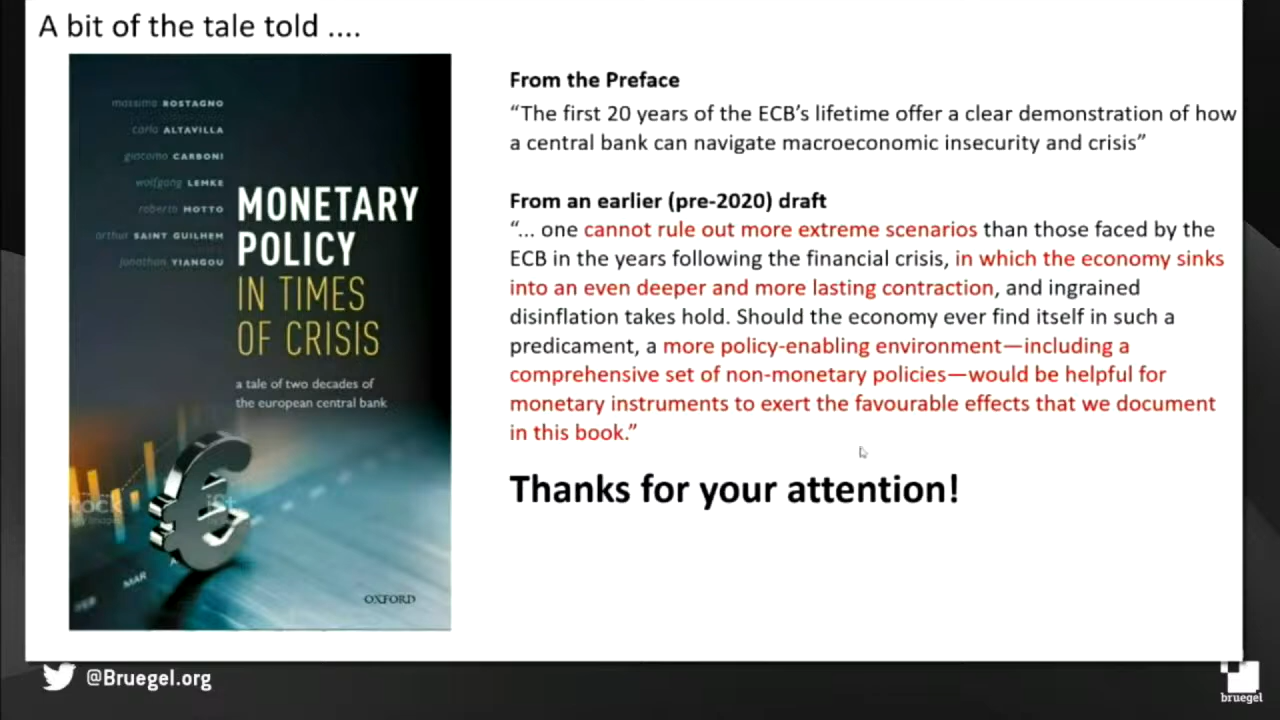 A bit of the tale told ....
massimo ROSTAGNO
carlo ALTAVILLA
giacomo CARBONI
wolfgang LEMKE
roberto MOTTO
arthur SAINT GUILHEM
jonathan YIANGOU
MONETARY
POLICY
IN TIMES
OF CRISIS
a tale of two decades of
the european central bank
MAR
OXFORD
From the Preface
“The first 20 years of the ECB’s lifetime offer a clear demonstration of how
a central bank can navigate macroeconomic insecurity and crisis”
From an earlier (pre-2020) draft
“... one cannot rule out more extreme scenarios than those faced by the
ECB in the years following the financial crisis, in which the economy sinks
into an even deeper and more lasting contraction, and ingrained
disinflation takes hold. Should the economy ever find itself in such a
predicament, a more policy-enabling environment—including a
comprehensive set of non-monetary policies—would be helpful for
monetary instruments to exert the favourable effects that we document
in this book.”
Thanks for your attention!
@Bruegel.org
bruegel